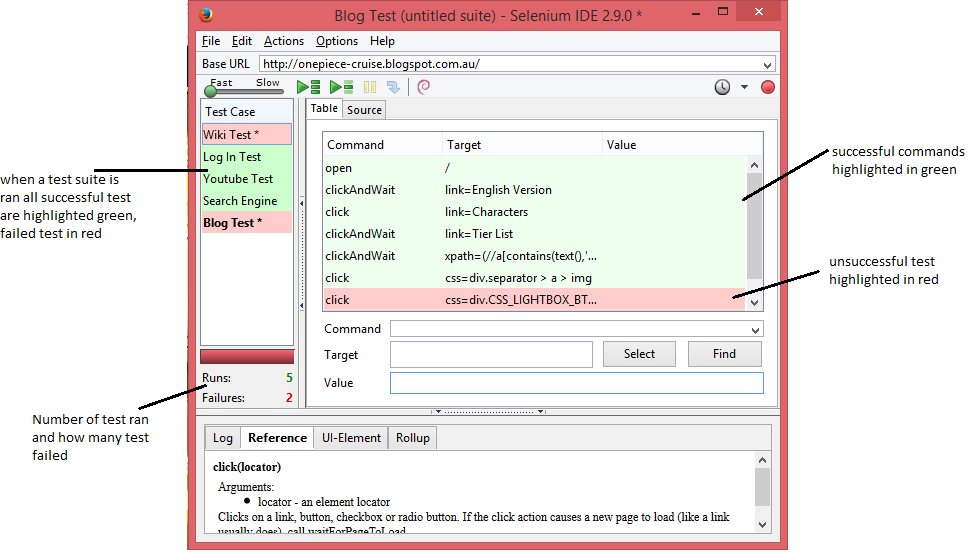 Blog Test (untitled suite) - Selenium IDE 2.9.0 *
File Edit Actions Options Help
Base URL http://onepiece-cruise.blogspot.com.au/
Fast Slow
Test Case
Wiki Test *
Log In Test
Youtube Test
Search Engine
Blog Test *
Table Source
Command Target Value
open /
clickAndWait link=English Version
click link=Characters
clickAndWait link=Tier List
clickAndWait xpath=(//a[contains(text(),'...
click css=div.separator > a > img
click css=div.CSS_LIGHTBOX_BT...
Command
Target Select Find
Value
Runs: 5
Failures: 2
Log Reference UI-Element Rollup
click(locator)
Arguments:
• locator - an element locator
Clicks on a link, button, checkbox or radio button. If the click action causes a new page to load (like a link
usually does), call waitForPageToLoad
when a test suite is
ran all successful test
are highlighted green,
failed test in red
Number of test ran
and how many test
failed
successful commands
highlighted in green
unsuccessful test
highlighted in red